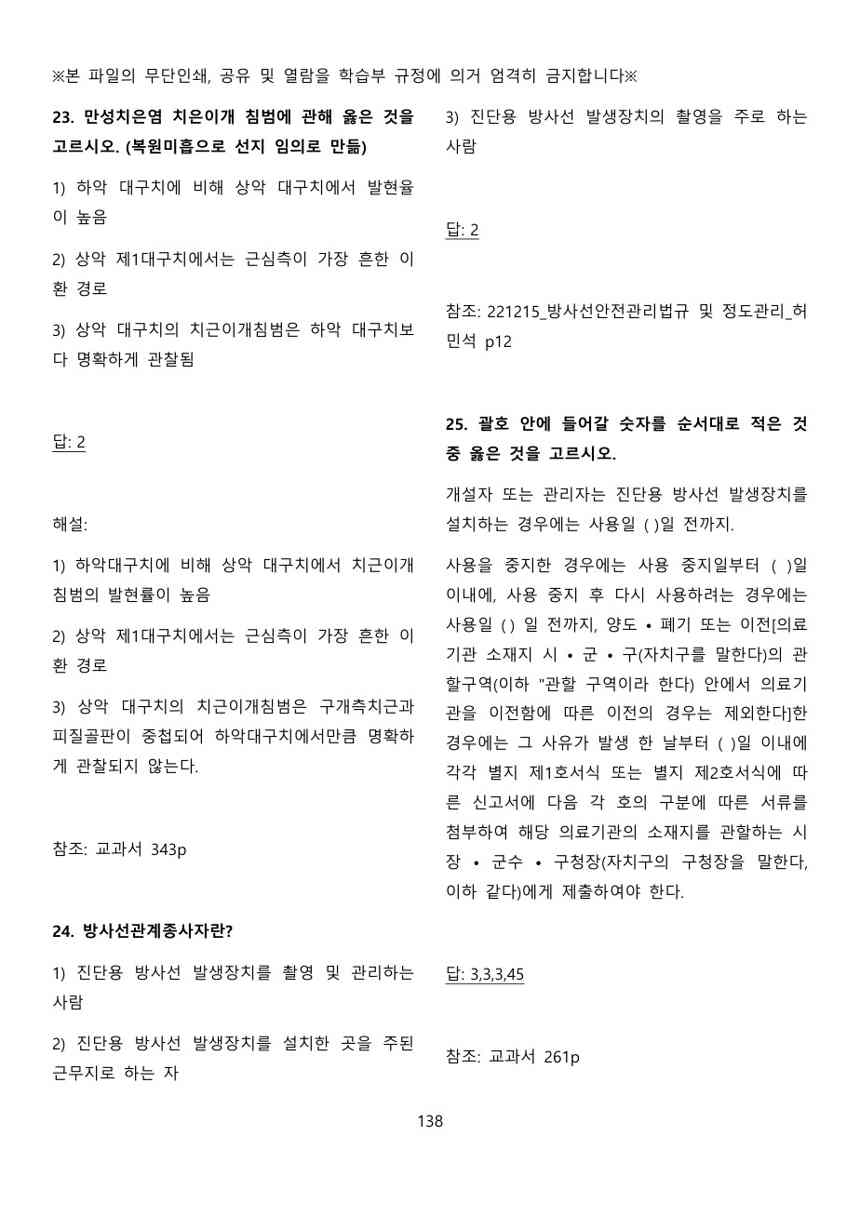 ※본 파일의 무단인쇄, 공유 및 열람을 학습부 규정에 의거 엄격히 금지합니다※
23. 만성치은염 치은이개 침범에 관해 옳은 것을
고르시오. (복원미흡으로 선지 임의로 만듦)
1) 하악 대구치에 비해 상악 대구치에서 발현율
이 높음
2) 상악 제1대구치에서는 근심측이 가장 흔한 이
환 경로
3) 상악 대구치의 치근이개침범은 하악 대구치보
다 명확하게 관찰됨
답: 2
해설:
1) 하악대구치에 비해 상악 대구치에서 치근이개
침범의 발현률이 높음
2) 상악 제1대구치에서는 근심측이 가장 흔한 이
환 경로
3) 상악 대구치의 치근이개침범은 구개측치근과
피질골판이 중첩되어 하악대구치에서만큼 명확하
게 관찰되지 않는다.
참조: 교과서 343p
24. 방사선관계종사자란?
1) 진단용 방사선 발생장치를 촬영 및 관리하는
사람
2) 진단용 방사선 발생장치를 설치한 곳을 주된
근무지로 하는 자
3) 진단용 방사선 발생장치의 촬영을 주로 하는
사람
답: 2
참조: 221215_방사선안전관리법규 및 정도관리_허
민석 p12
25. 괄호 안에 들어갈 숫자를 순서대로 적은 것
중 옳은 것을 고르시오.
개설자 또는 관리자는 진단용 방사선 발생장치를
설치하는 경우에는 사용일 ( )일 전까지.
사용을 중지한 경우에는 사용 중지일부터 ( )일
이내에, 사용 중지 후 다시 사용하려는 경우에는
사용일 ( ) 일 전까지, 양도 • 폐기 또는 이전[의료
기관 소재지 시 • 군 • 구(자치구를 말한다)의 관
할구역(이하 "관할 구역이라 한다) 안에서 의료기
관을 이전함에 따른 이전의 경우는 제외한다]한
경우에는 그 사유가 발생 한 날부터 ( )일 이내에
각각 별지 제1호서식 또는 별지 제2호서식에 따
른 신고서에 다음 각 호의 구분에 따른 서류를
첨부하여 해당 의료기관의 소재지를 관할하는 시
장 • 군수 • 구청장(자치구의 구청장을 말한다,
이하 같다)에게 제출하여야 한다.
답: 3,3,3,45
참조: 교과서 261p
138